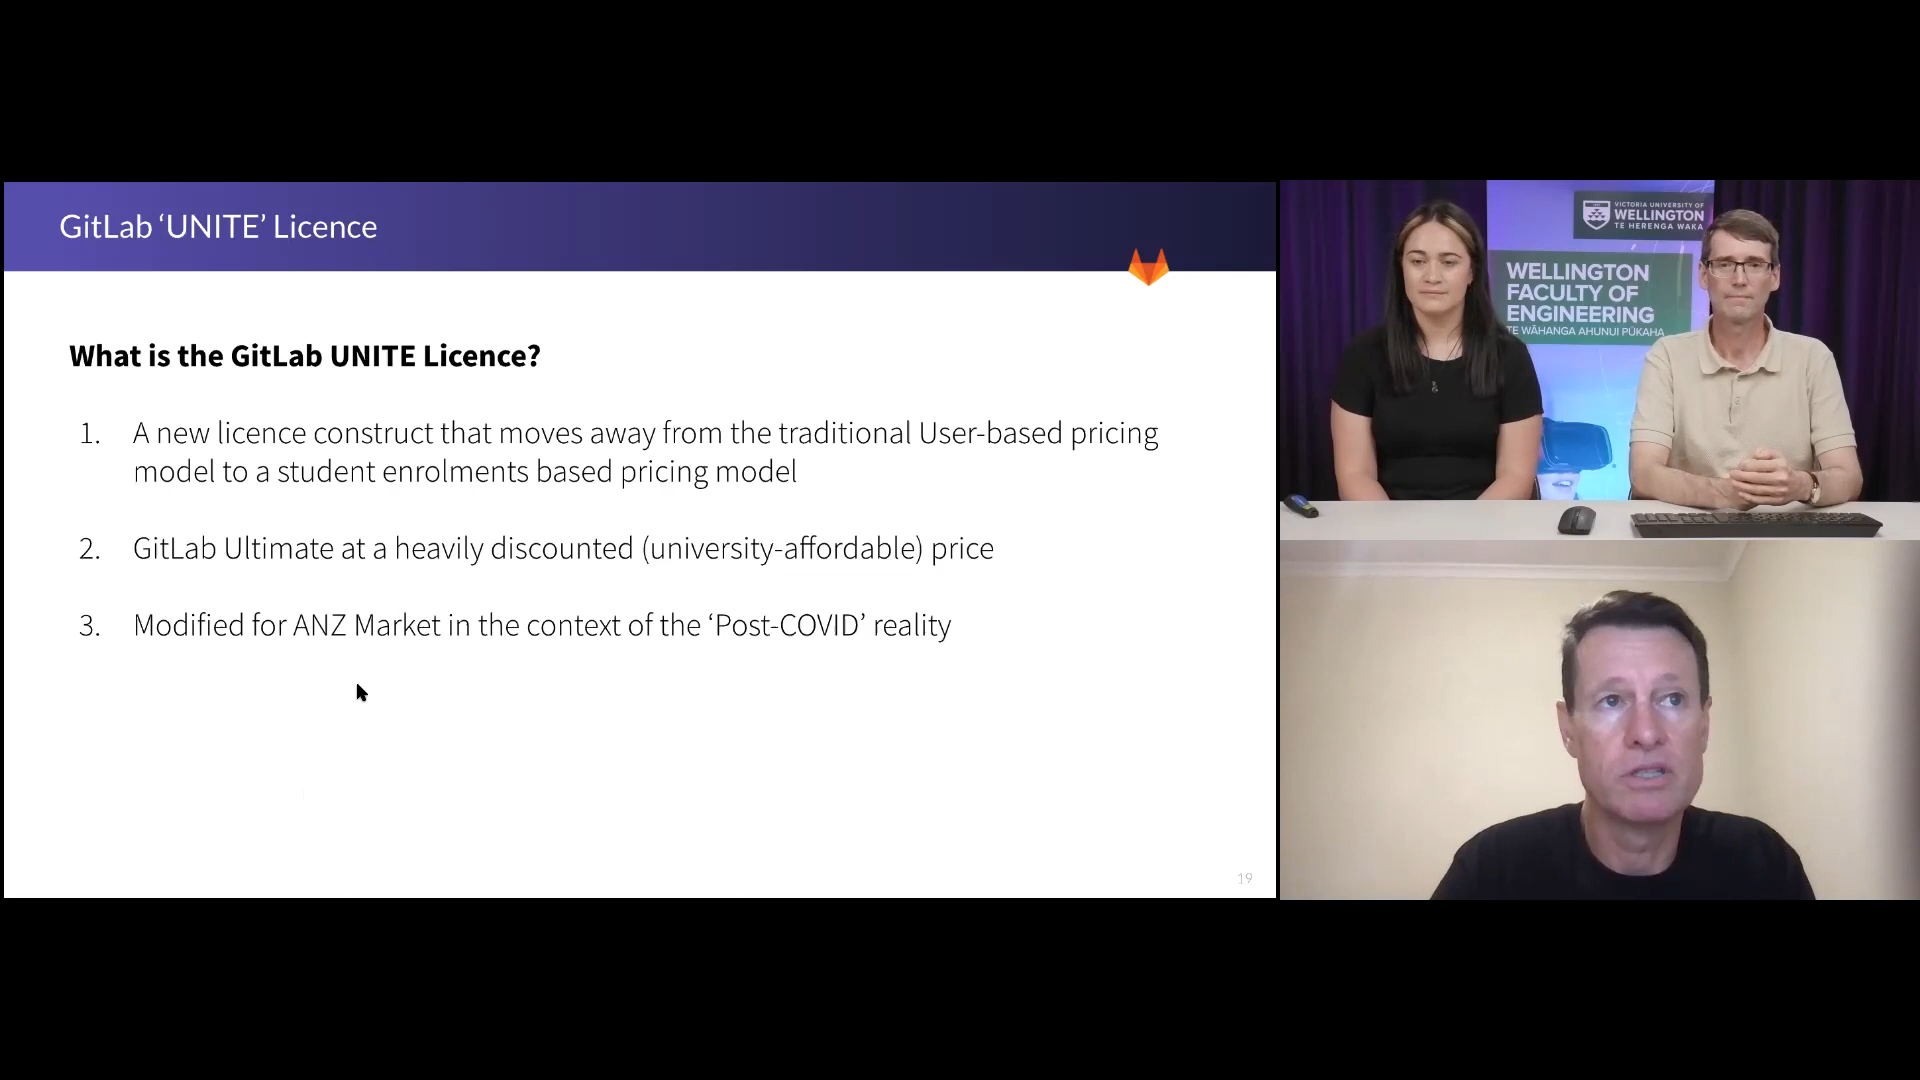 GitLab ‘UNITE’ Licence
What is the GitLab UNITE Licence?
1. A new licence construct that moves away from the traditional User-based pricing
model to a student enrolments based pricing model
2. GitLab Ultimate at a heavily discounted (university-affordable) price
3. Modified for ANZ Market in the context of the ‘Post-COVID’ reality
19
VICTORIA UNIVERSITY OF
WELLINGTON
TE HERENGA WAKA
WELLINGTON
FACULTY OF
ENGINEERING
TE WĀHANGA AHUNUI PŪKAHA